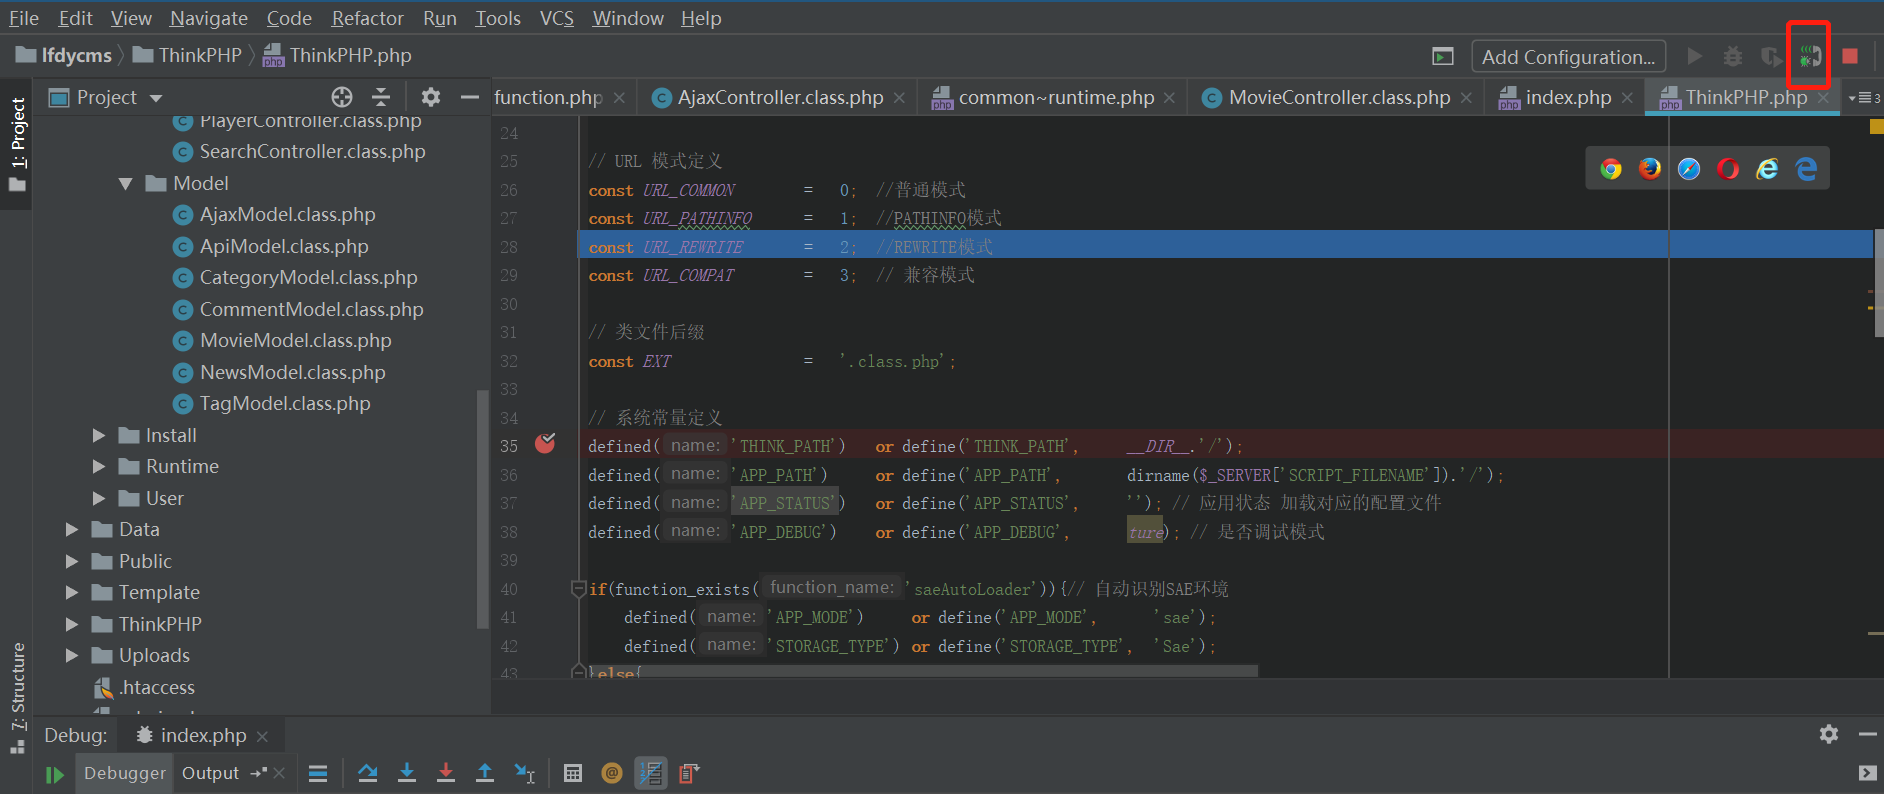 File Edit View Navigate Code Refactor Run Tools VCS Window Help
lfdycms ThinkPHP ThinkPHP.php
Add Configuration...
Project
function.php AjaxController.class.php common~runtime.php MovieController.class.php index.php ThinkPHP.php 3
1: Project
7: Structure
PlayerController.class.php
SearchController.class.php
Model
AjaxModel.class.php
ApiModel.class.php
CategoryModel.class.php
CommentModel.class.php
MovieModel.class.php
NewsModel.class.php
TagModel.class.php
Install
Runtime
User
Data
Public
Template
ThinkPHP
Uploads
.htaccess
24
25 // URL 模式定义
26 const URL_COMMON = 0; //普通模式
27 const URL_PATHINFO = 1; //PATHINFO模式
28 const URL_REWRITE = 2; //REWRITE模式
29 const URL_COMPAT = 3; // 兼容模式
30
31 // 类文件后缀
32 const EXT = '.class.php';
33
34 // 系统常量定义
35 defined( name: 'THINK_PATH') or define('THINK_PATH', __DIR__.'/');
36 defined( name: 'APP_PATH') or define('APP_PATH', dirname($_SERVER['SCRIPT_FILENAME']).'/');
37 defined( name: 'APP_STATUS') or define('APP_STATUS', ''); // 应用状态 加载对应的配置文件
38 defined( name: 'APP_DEBUG') or define('APP_DEBUG', ture); // 是否调试模式
39
40 if(function_exists( function_name: 'saeAutoLoader')){// 自动识别SAE环境
41 defined( name: 'APP_MODE') or define('APP_MODE', 'sae');
42 defined( name: 'STORAGE_TYPE') or define('STORAGE_TYPE', 'Sae');
43 }else{
Debug: index.php
Debugger Output